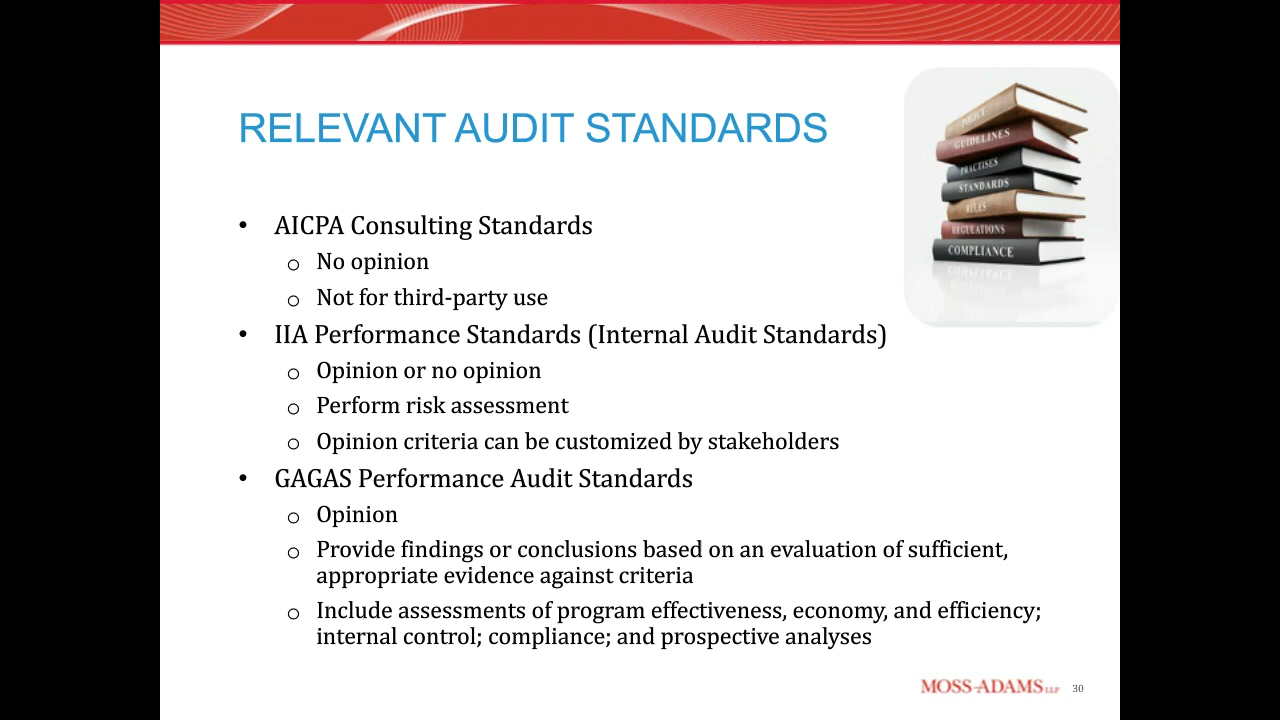 RELEVANT AUDIT STANDARDS
POLICY
GUIDELINES
PRACTISES
STANDARDS
RULES
REGULATIONS
COMPLIANCE
• AICPA Consulting Standards
o No opinion
o Not for third-party use
• IIA Performance Standards (Internal Audit Standards)
o Opinion or no opinion
o Perform risk assessment
o Opinion criteria can be customized by stakeholders
• GAGAS Performance Audit Standards
o Opinion
o Provide findings or conclusions based on an evaluation of sufficient,
appropriate evidence against criteria
o Include assessments of program effectiveness, economy, and efficiency;
internal control; compliance; and prospective analyses
MOSS-ADAMS LLP 30